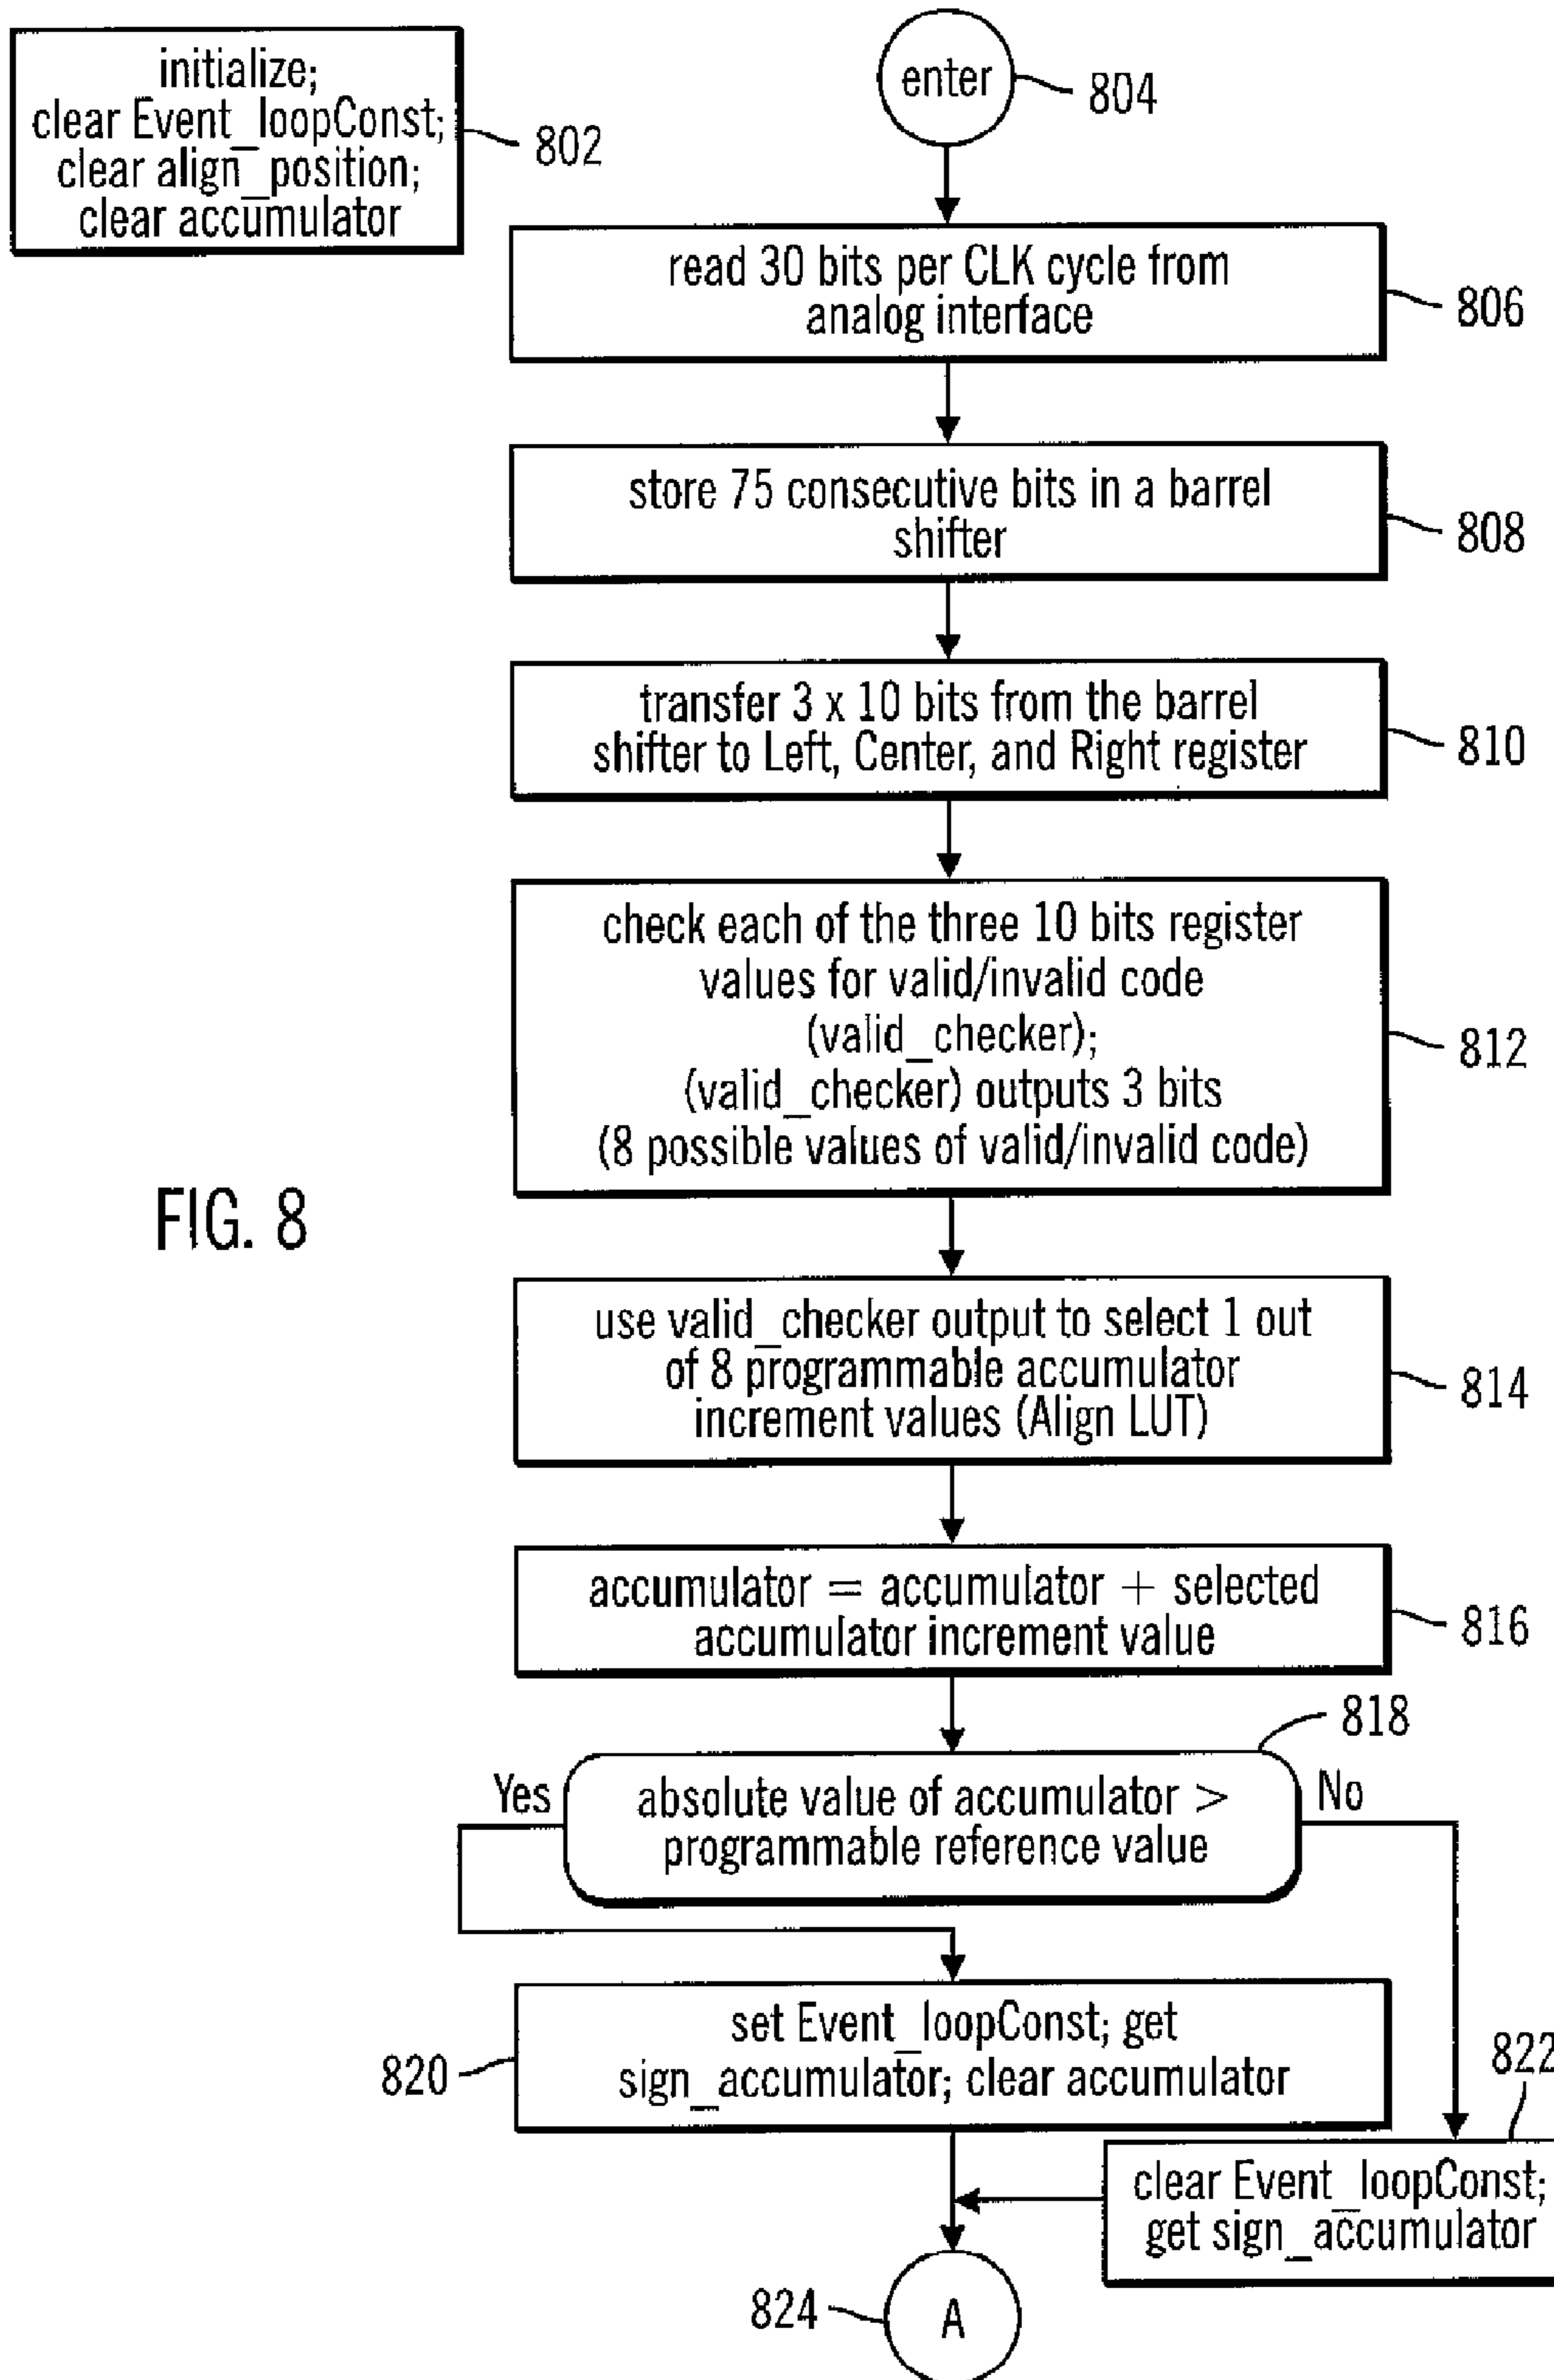 initialize;
clear Event_loopConst;
clear align_position;
clear accumulator
802
enter
804
read 30 bits per CLK cycle from
analog interface
806
store 75 consecutive bits in a barrel
shifter
808
transfer 3 x 10 bits from the barrel
shifter to Left, Center, and Right register
810
check each of the three 10 bits register
values for valid/invalid code
(valid_checker);
(valid_checker) outputs 3 bits
(8 possible values of valid/invalid code)
812
FIG. 8
use valid_checker output to select 1 out
of 8 programmable accumulator
increment values (Align LUT)
814
accumulator = accumulator + selected
accumulator increment value
816
818
Yes
absolute value of accumulator >
programmable reference value
No
set Event_loopConst; get
sign_accumulator; clear accumulator
820
822
clear Event_loopConst;
get sign_accumulator
824
A